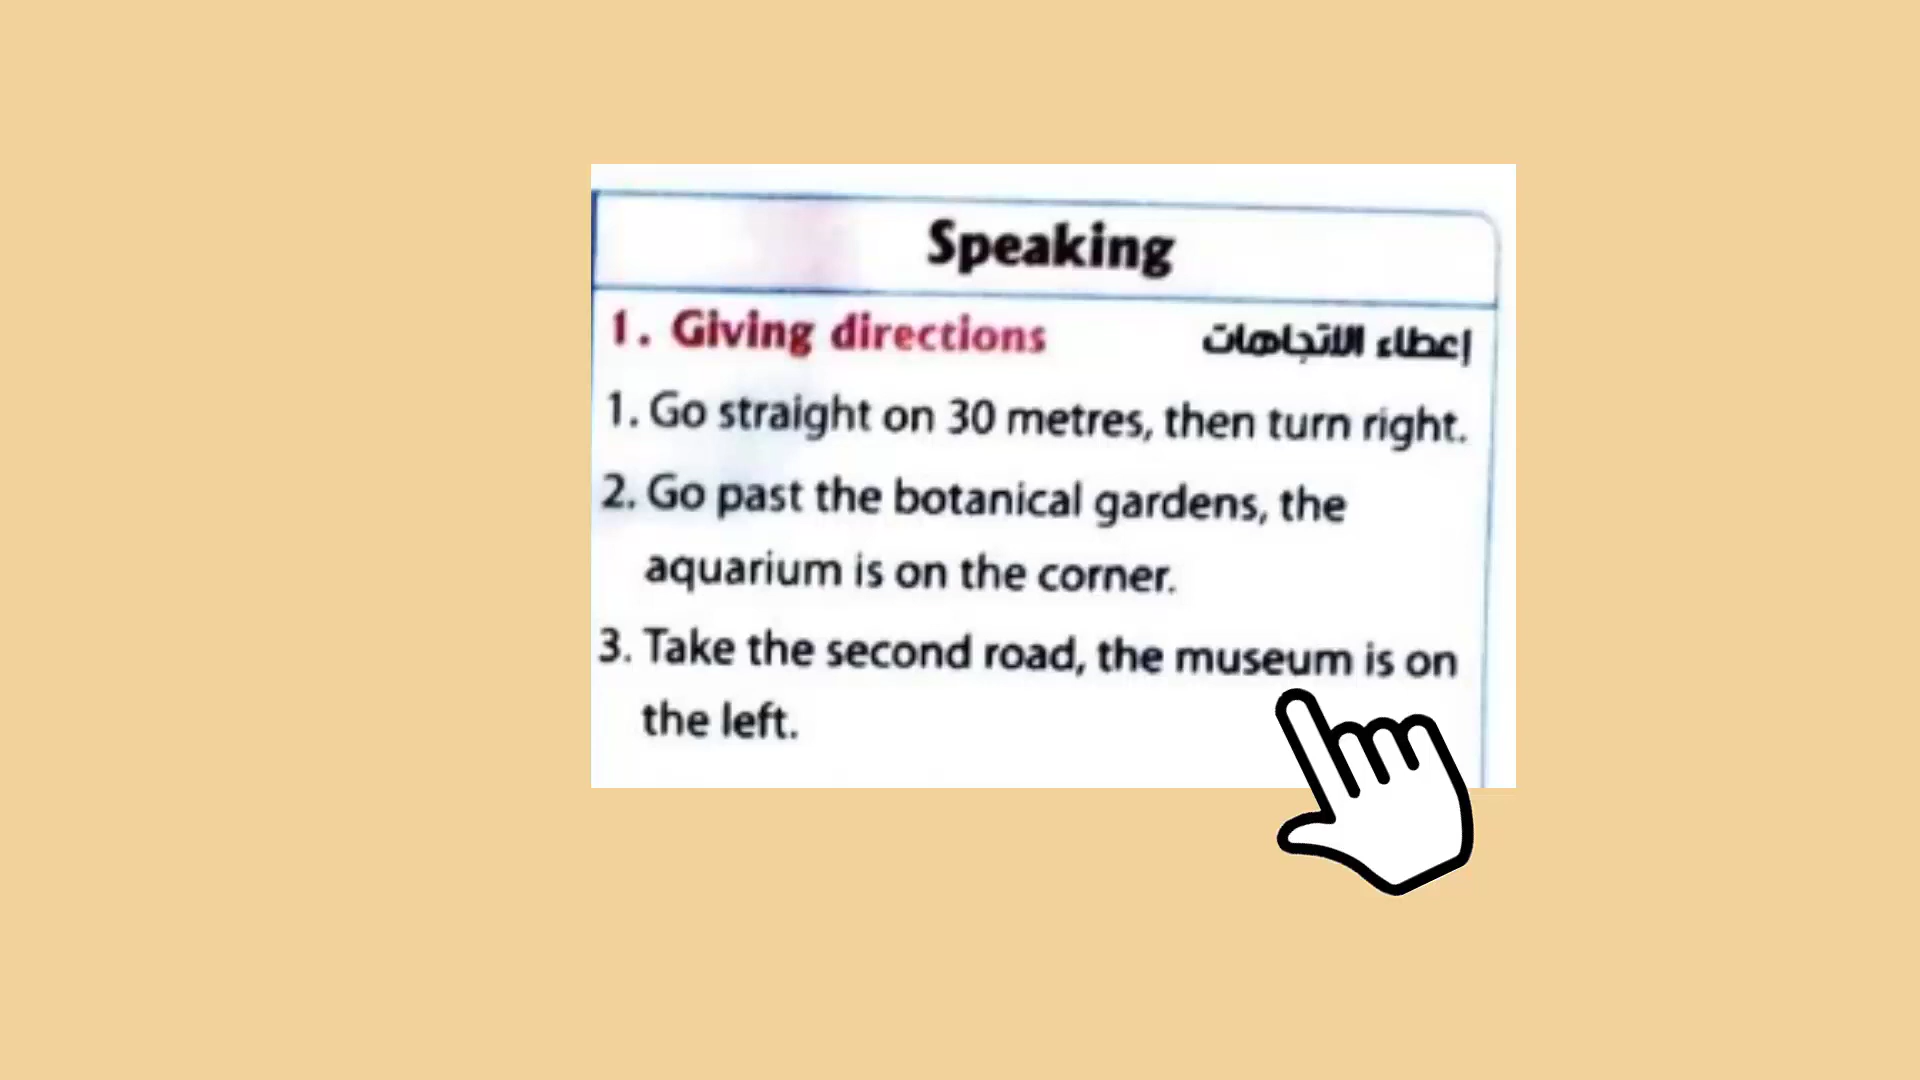 Speaking
1. Giving directions إعطاء الاتجاهات
1. Go straight on 30 metres, then turn right.
2. Go past the botanical gardens, the
aquarium is on the corner.
3. Take the second road, the museum is on
the left.